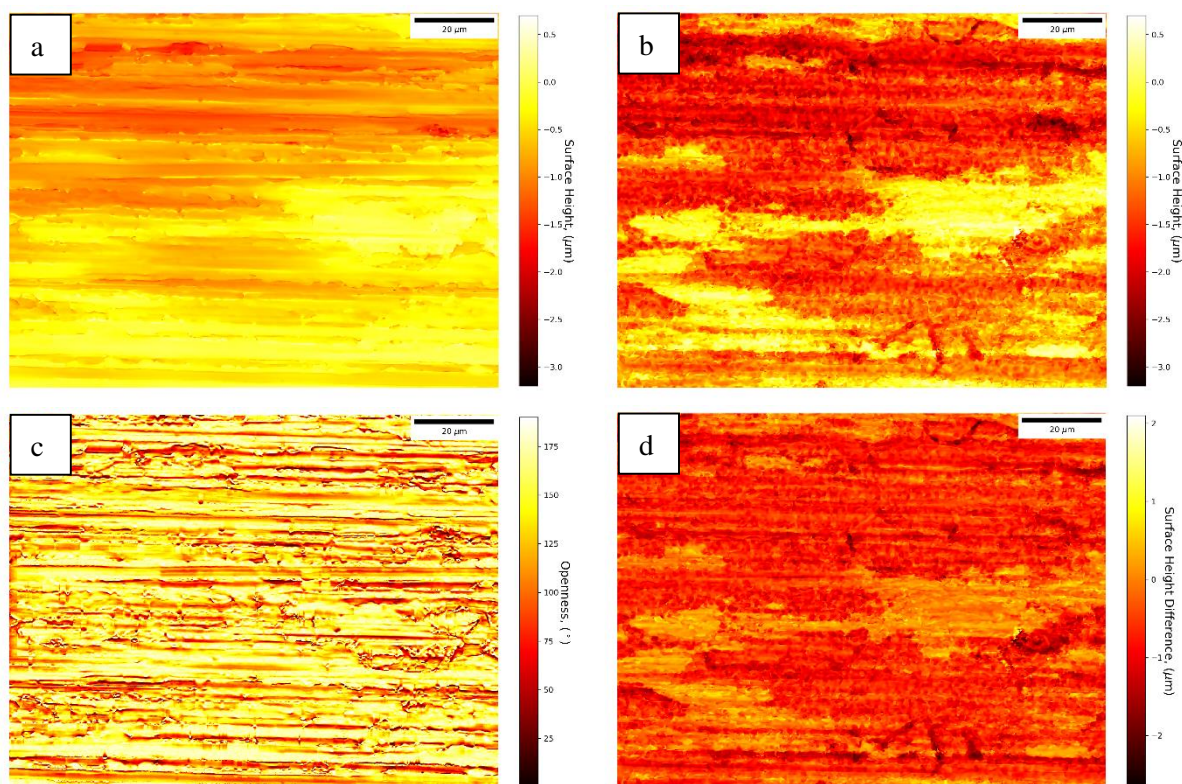 a
20 μm
0.5
0.0
−0.5
−1.0
−1.5
−2.0
−2.5
−3.0
Surface Height, (μm)
b
20 μm
0.5
0.0
−0.5
−1.0
−1.5
−2.0
−2.5
−3.0
Surface Height, (μm)
c
20 μm
175
150
125
100
75
50
25
Openness, (°)
d
20 μm
2
1
0
−1
−2
Surface Height Difference, (μm)